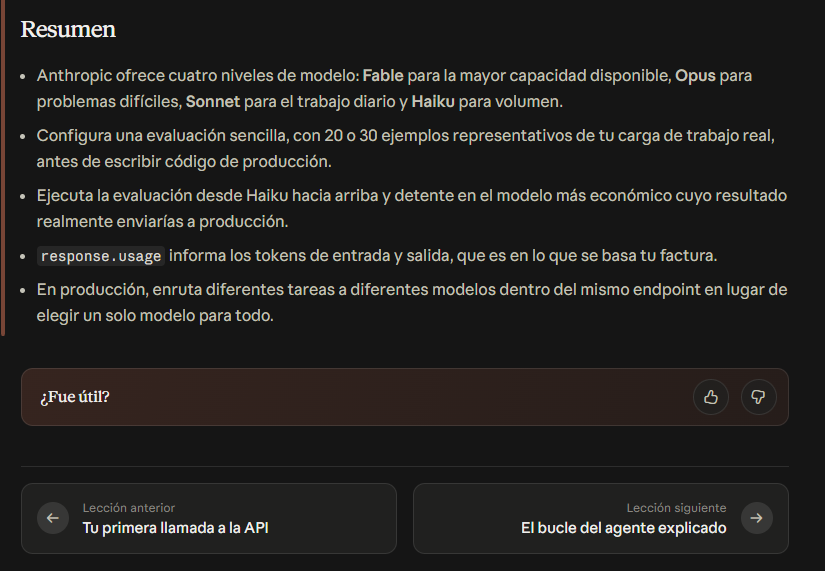 Resumen
• Anthropic ofrece cuatro niveles de modelo: Fable para la mayor capacidad disponible, Opus para
problemas difíciles, Sonnet para el trabajo diario y Haiku para volumen.
• Configura una evaluación sencilla, con 20 o 30 ejemplos representativos de tu carga de trabajo real,
antes de escribir código de producción.
• Ejecuta la evaluación desde Haiku hacia arriba y detente en el modelo más económico cuyo resultado
realmente enviarías a producción.
• response.usage informa los tokens de entrada y salida, que es en lo que se basa tu factura.
• En producción, enruta diferentes tareas a diferentes modelos dentro del mismo endpoint en lugar de
elegir un solo modelo para todo.
¿Fue útil?
Lección anterior
Tu primera llamada a la API
Lección siguiente
El bucle del agente explicado